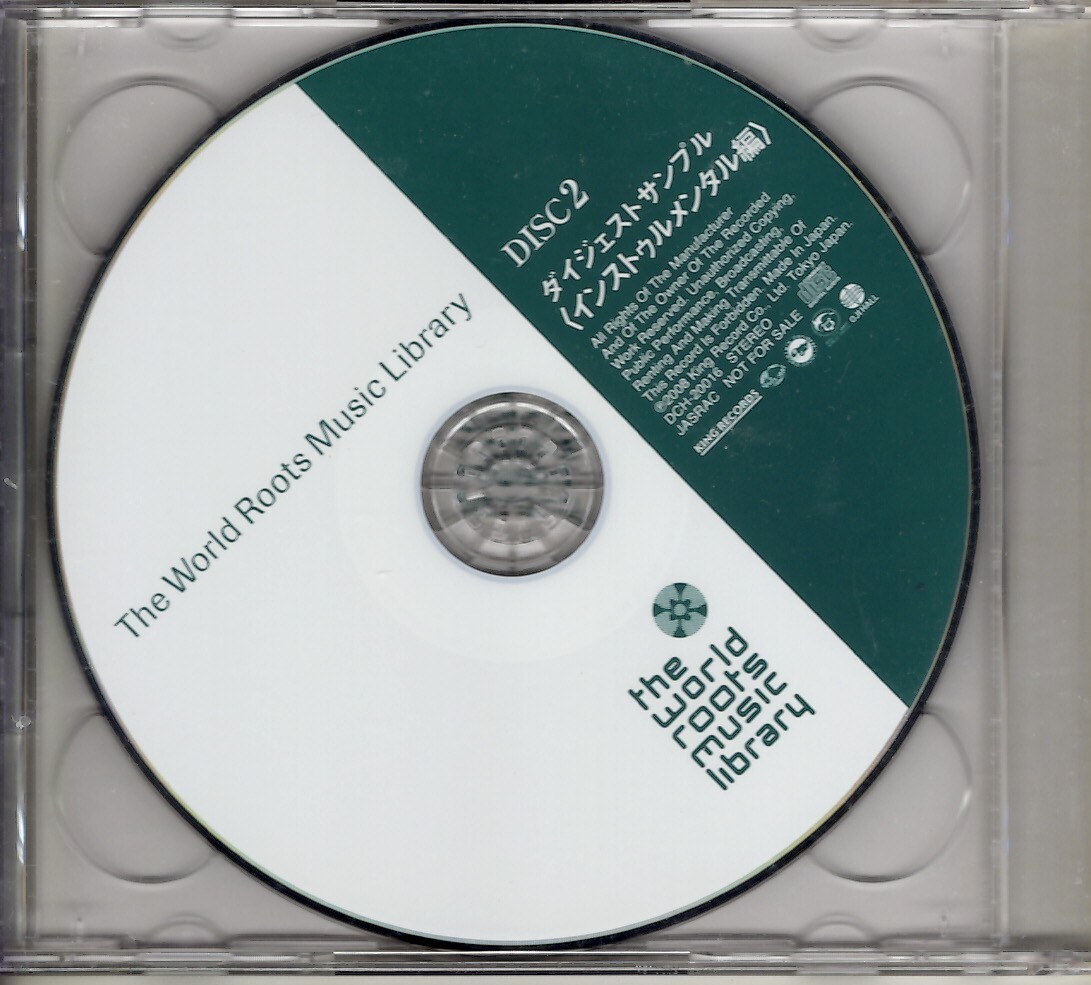 DISC 2
ダイジェストサンプル
〈インストゥルメンタル編〉
All Rights Of The Manufacturer
And Of The Owner Of The Recorded
Work Reserved. Unauthorized Copying,
Public Performance, Broadcasting,
Renting And Making Transmittable Of
This Record Is Forbidden. Made In Japan.
℗2008 King Record Co., Ltd. Tokyo Japan.
DCH-20016 STEREO
JASRAC NOT FOR SALE
KING RECORDS
The World Roots Music Library
the
world
roots
music
library